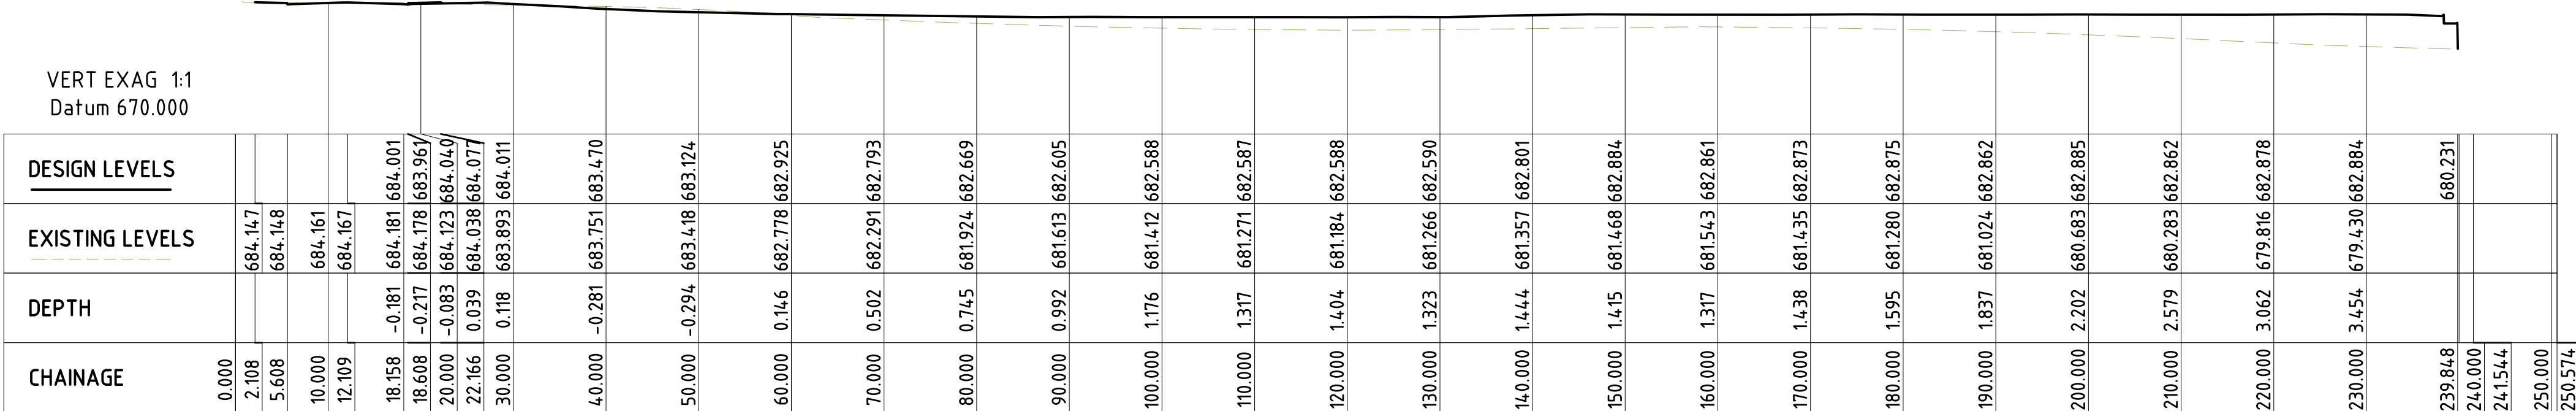 VERT EXAG 1:1
Datum 670.000
DESIGN LEVELS 684.001 683.961 684.040 684.077 684.011 683.470 683.124 682.925 682.793 682.669 682.605 682.588 682.587 682.588 682.590 682.801 682.884 682.861 682.873 682.875 682.862 682.885 682.862 682.878 682.884 680.231
EXISTING LEVELS 684.147 684.148 684.161 684.167 684.181 684.178 684.123 684.038 683.893 683.751 683.418 682.778 682.291 681.924 681.613 681.412 681.271 681.184 681.266 681.357 681.468 681.543 681.435 681.280 681.024 680.683 680.283 679.816 679.430
DEPTH -0.181 -0.217 -0.083 0.039 0.118 -0.281 -0.294 0.146 0.502 0.745 0.992 1.176 1.317 1.404 1.323 1.444 1.415 1.317 1.438 1.595 1.837 2.202 2.579 3.062 3.454
CHAINAGE 0.000 2.108 5.608 10.000 12.109 18.158 18.608 20.000 22.166 30.000 40.000 50.000 60.000 70.000 80.000 90.000 100.000 110.000 120.000 130.000 140.000 150.000 160.000 170.000 180.000 190.000 200.000 210.000 220.000 230.000 239.848 240.000 241.544 250.000 250.574